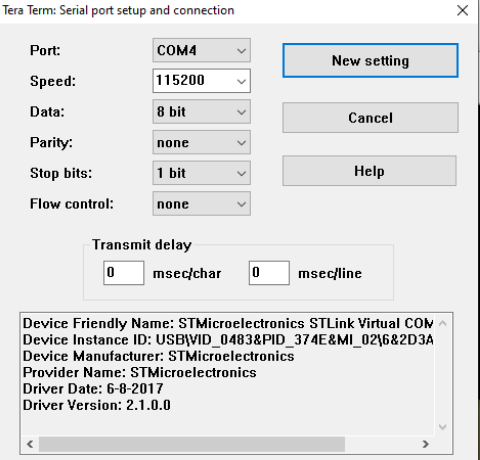 Tera Term: Serial port setup and connection
Port: COM4 New setting
Speed: 115200
Data: 8 bit Cancel
Parity: none
Stop bits: 1 bit Help
Flow control: none
Transmit delay
0 msec/char 0 msec/line
Device Friendly Name: STMicroelectronics STLink Virtual COM
Device Instance ID: USB\VID_0483&PID_374E&MI_02\6&2D3A
Device Manufacturer: STMicroelectronics
Provider Name: STMicroelectronics
Driver Date: 6-8-2017
Driver Version: 2.1.0.0